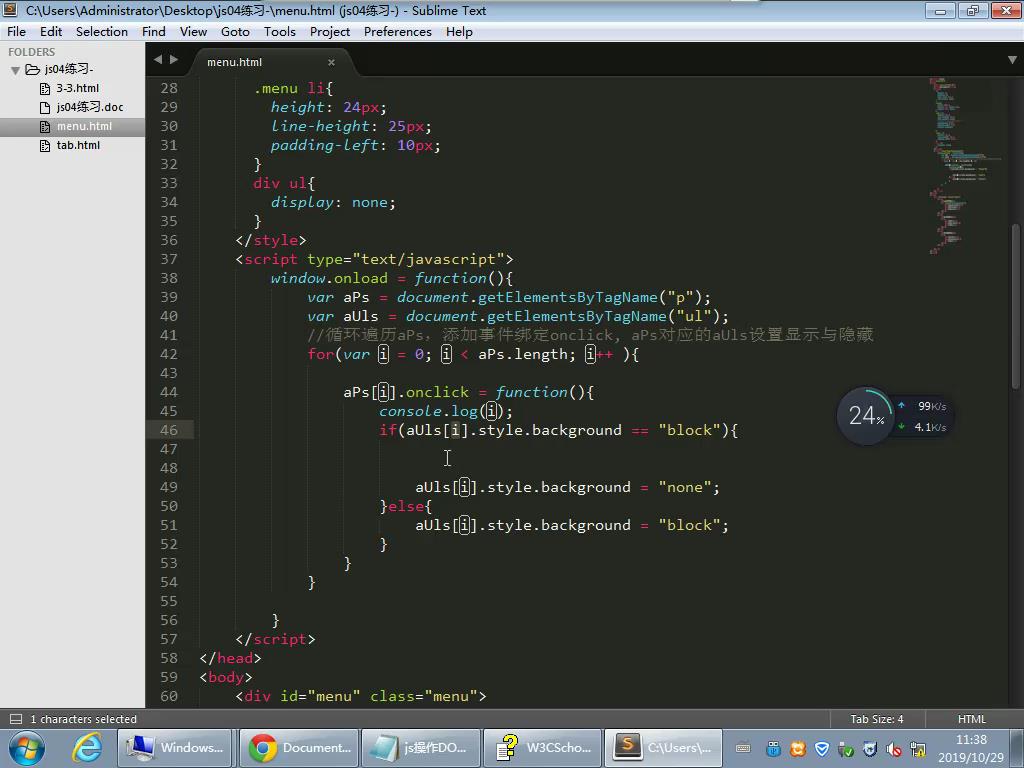 C:\Users\Administrator\Desktop\js04练习-\menu.html (js04练习-) - Sublime Text
File Edit Selection Find View Goto Tools Project Preferences Help
FOLDERS
js04练习-
3-3.html
js04练习.doc
menu.html
tab.html
menu.html
28 .menu li{
29 height: 24px;
30 line-height: 25px;
31 padding-left: 10px;
32 }
33 div ul{
34 display: none;
35 }
36 </style>
37 <script type="text/javascript">
38 window.onload = function(){
39 var aPs = document.getElementsByTagName("p");
40 var aUls = document.getElementsByTagName("ul");
41 //循环遍历aPs，添加事件绑定onclick, aPs对应的aUls设置显示与隐藏
42 for(var i = 0; i < aPs.length; i++ ){
43
44 aPs[i].onclick = function(){
45 console.log(i);
46 if(aUls[i].style.background == "block"){
47
48
49 aUls[i].style.background = "none";
50 }else{
51 aUls[i].style.background = "block";
52 }
53 }
54 }
55
56 }
57 </script>
58 </head>
59 <body>
60 <div id="menu" class="menu">
24%
99K/s
4.1K/s
1 characters selected
Tab Size: 4
HTML
Windows...
Document...
js操作DO...
W3CScho...
C:\Users\...
11:38
2019/10/29